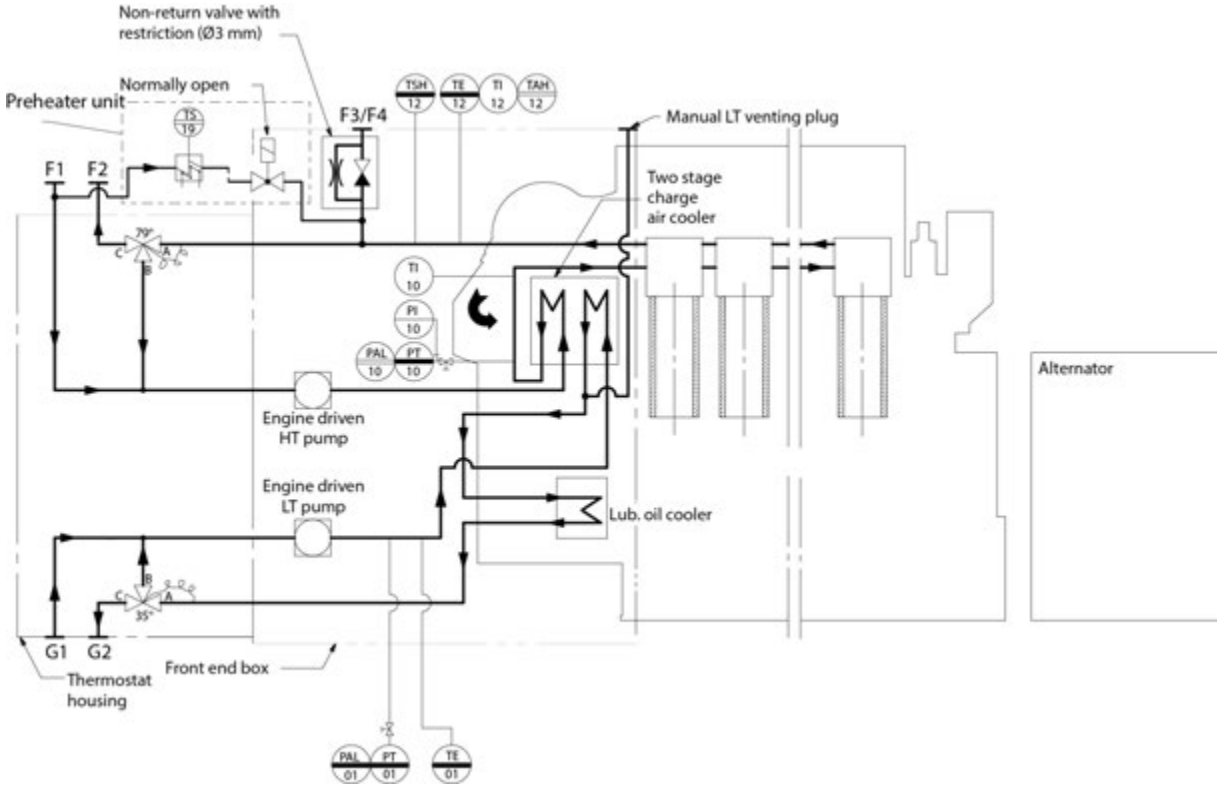 Non-return valve with
restriction (Ø3 mm)
Normally open
Preheater unit
TS
19
F3/F4
TSH
12
TE
12
TI
12
TAH
12
Manual LT venting plug
F1
F2
Two stage
charge
air cooler
79°
C
A
B
TI
10
PI
10
PAL
10
PT
10
Alternator
Engine driven
HT pump
Engine driven
LT pump
Lub. oil cooler
B
C
A
35°
G1
G2
Front end box
Thermostat
housing
PAL
01
PT
01
TE
01